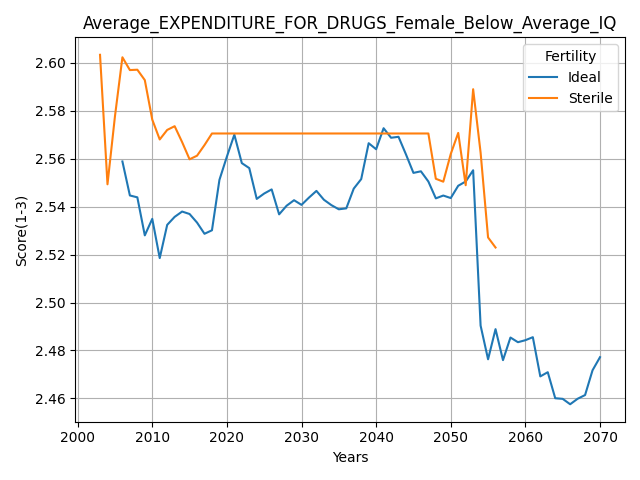 Average_EXPENDITURE_FOR_DRUGS_Female_Below_Average_IQ
Fertility
Ideal
Sterile
Score(1-3)
2.60
2.58
2.56
2.54
2.52
2.50
2.48
2.46
2000
2010
2020
2030
2040
2050
2060
2070
Years